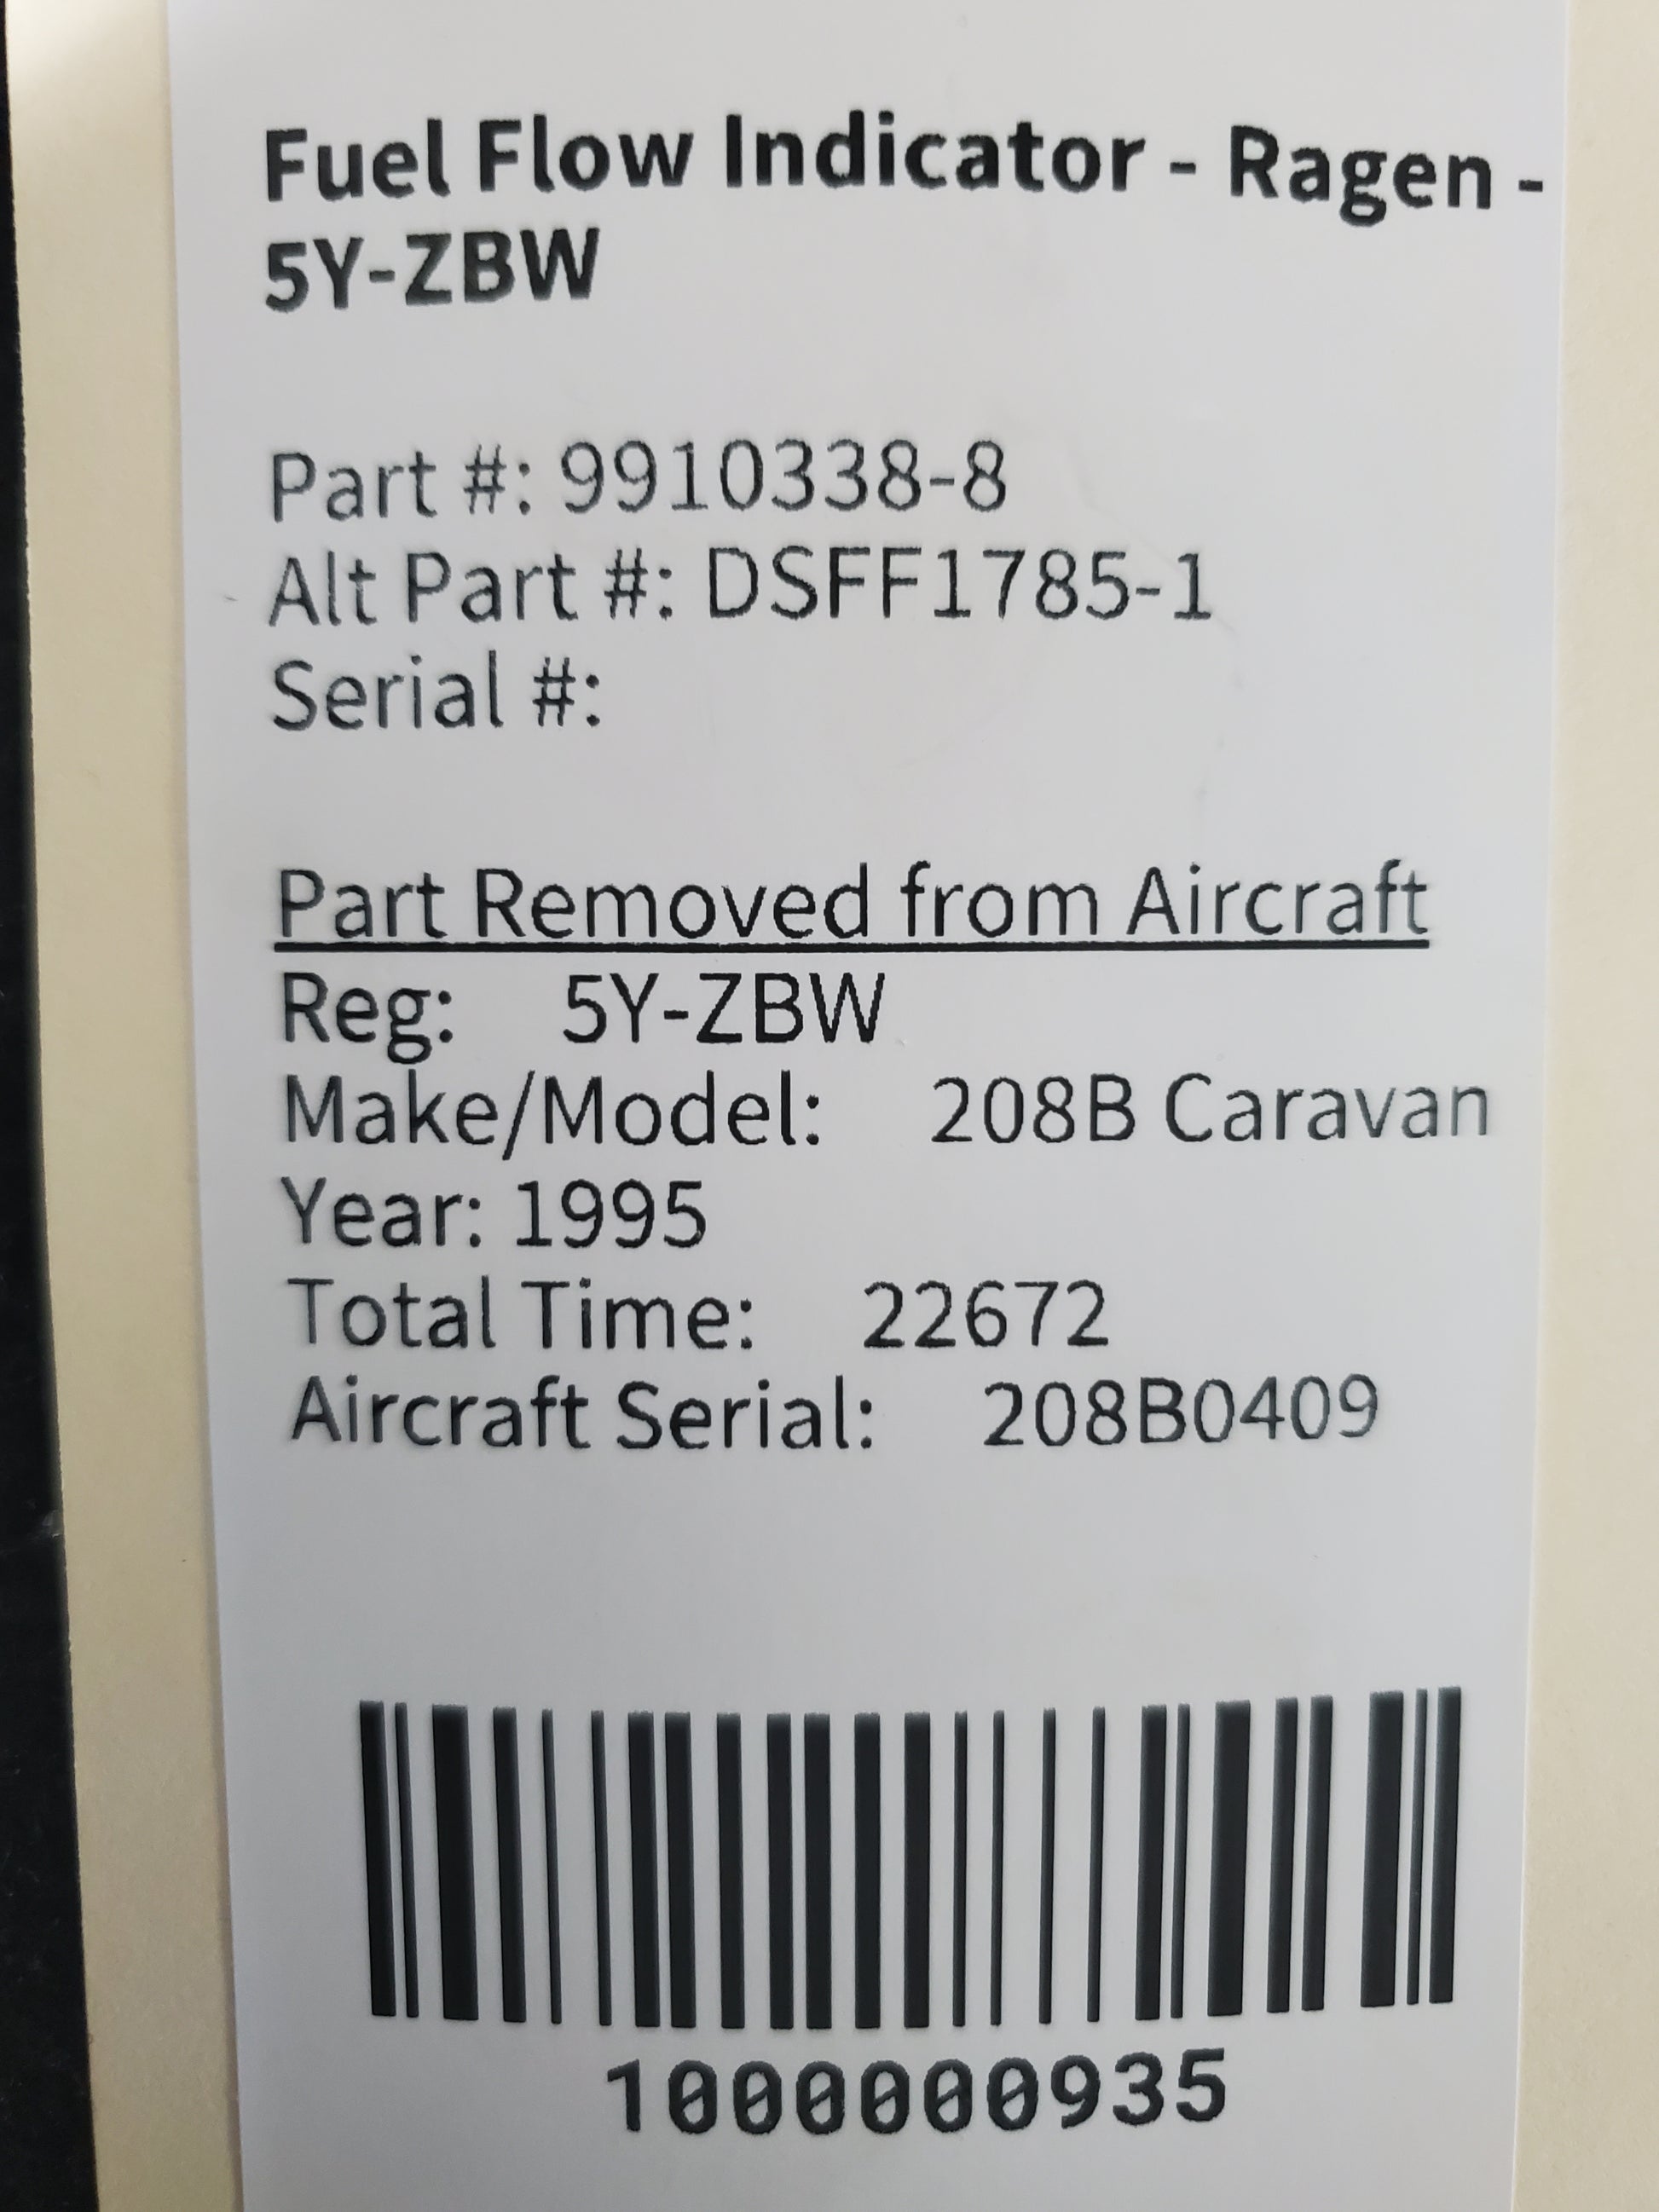 Fuel Flow Indicator - Ragen -
5Y-ZBW
Part #: 9910338-8
Alt Part #: DSFF1785-1
Serial #:
Part Removed from Aircraft
Reg: 5Y-ZBW
Make/Model: 208B Caravan
Year: 1995
Total Time: 22672
Aircraft Serial: 208B0409
1000000935